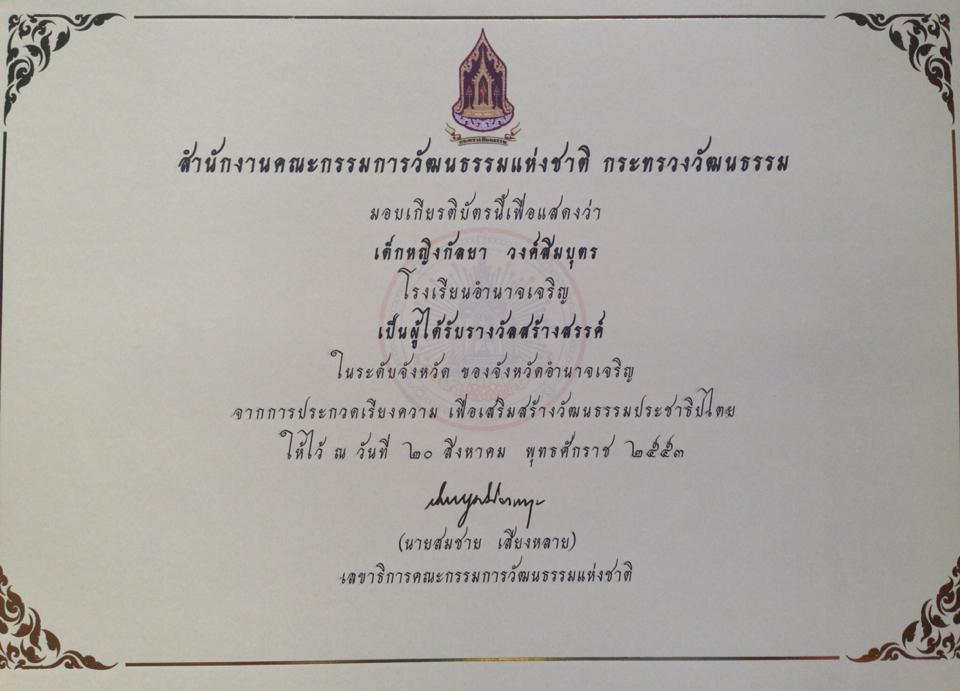 สำนักงานคณะกรรมการวัฒนธรรมแห่งชาติ กระทรวงวัฒนธรรม
มอบเกียรติบัตรนี้เพื่อแสดงว่า
เด็กหญิงกัลยา วงค์สีมบุตร
โรงเรียนอำนาจเจริญ
เป็นผู้ได้รับรางวัลสร้างสรรค์
ในระดับจังหวัด ของจังหวัดอำนาจเจริญ
จากการประกวดเรียงความ เพื่อเสริมสร้างวัฒนธรรมประชาธิปไตย
ให้ไว้ ณ วันที่ ๒๐ สิงหาคม พุทธศักราช ๒๕๕๓
(นายสมชาย เสียงหลาย)
เลขาธิการคณะกรรมการวัฒนธรรมแห่งชาติ